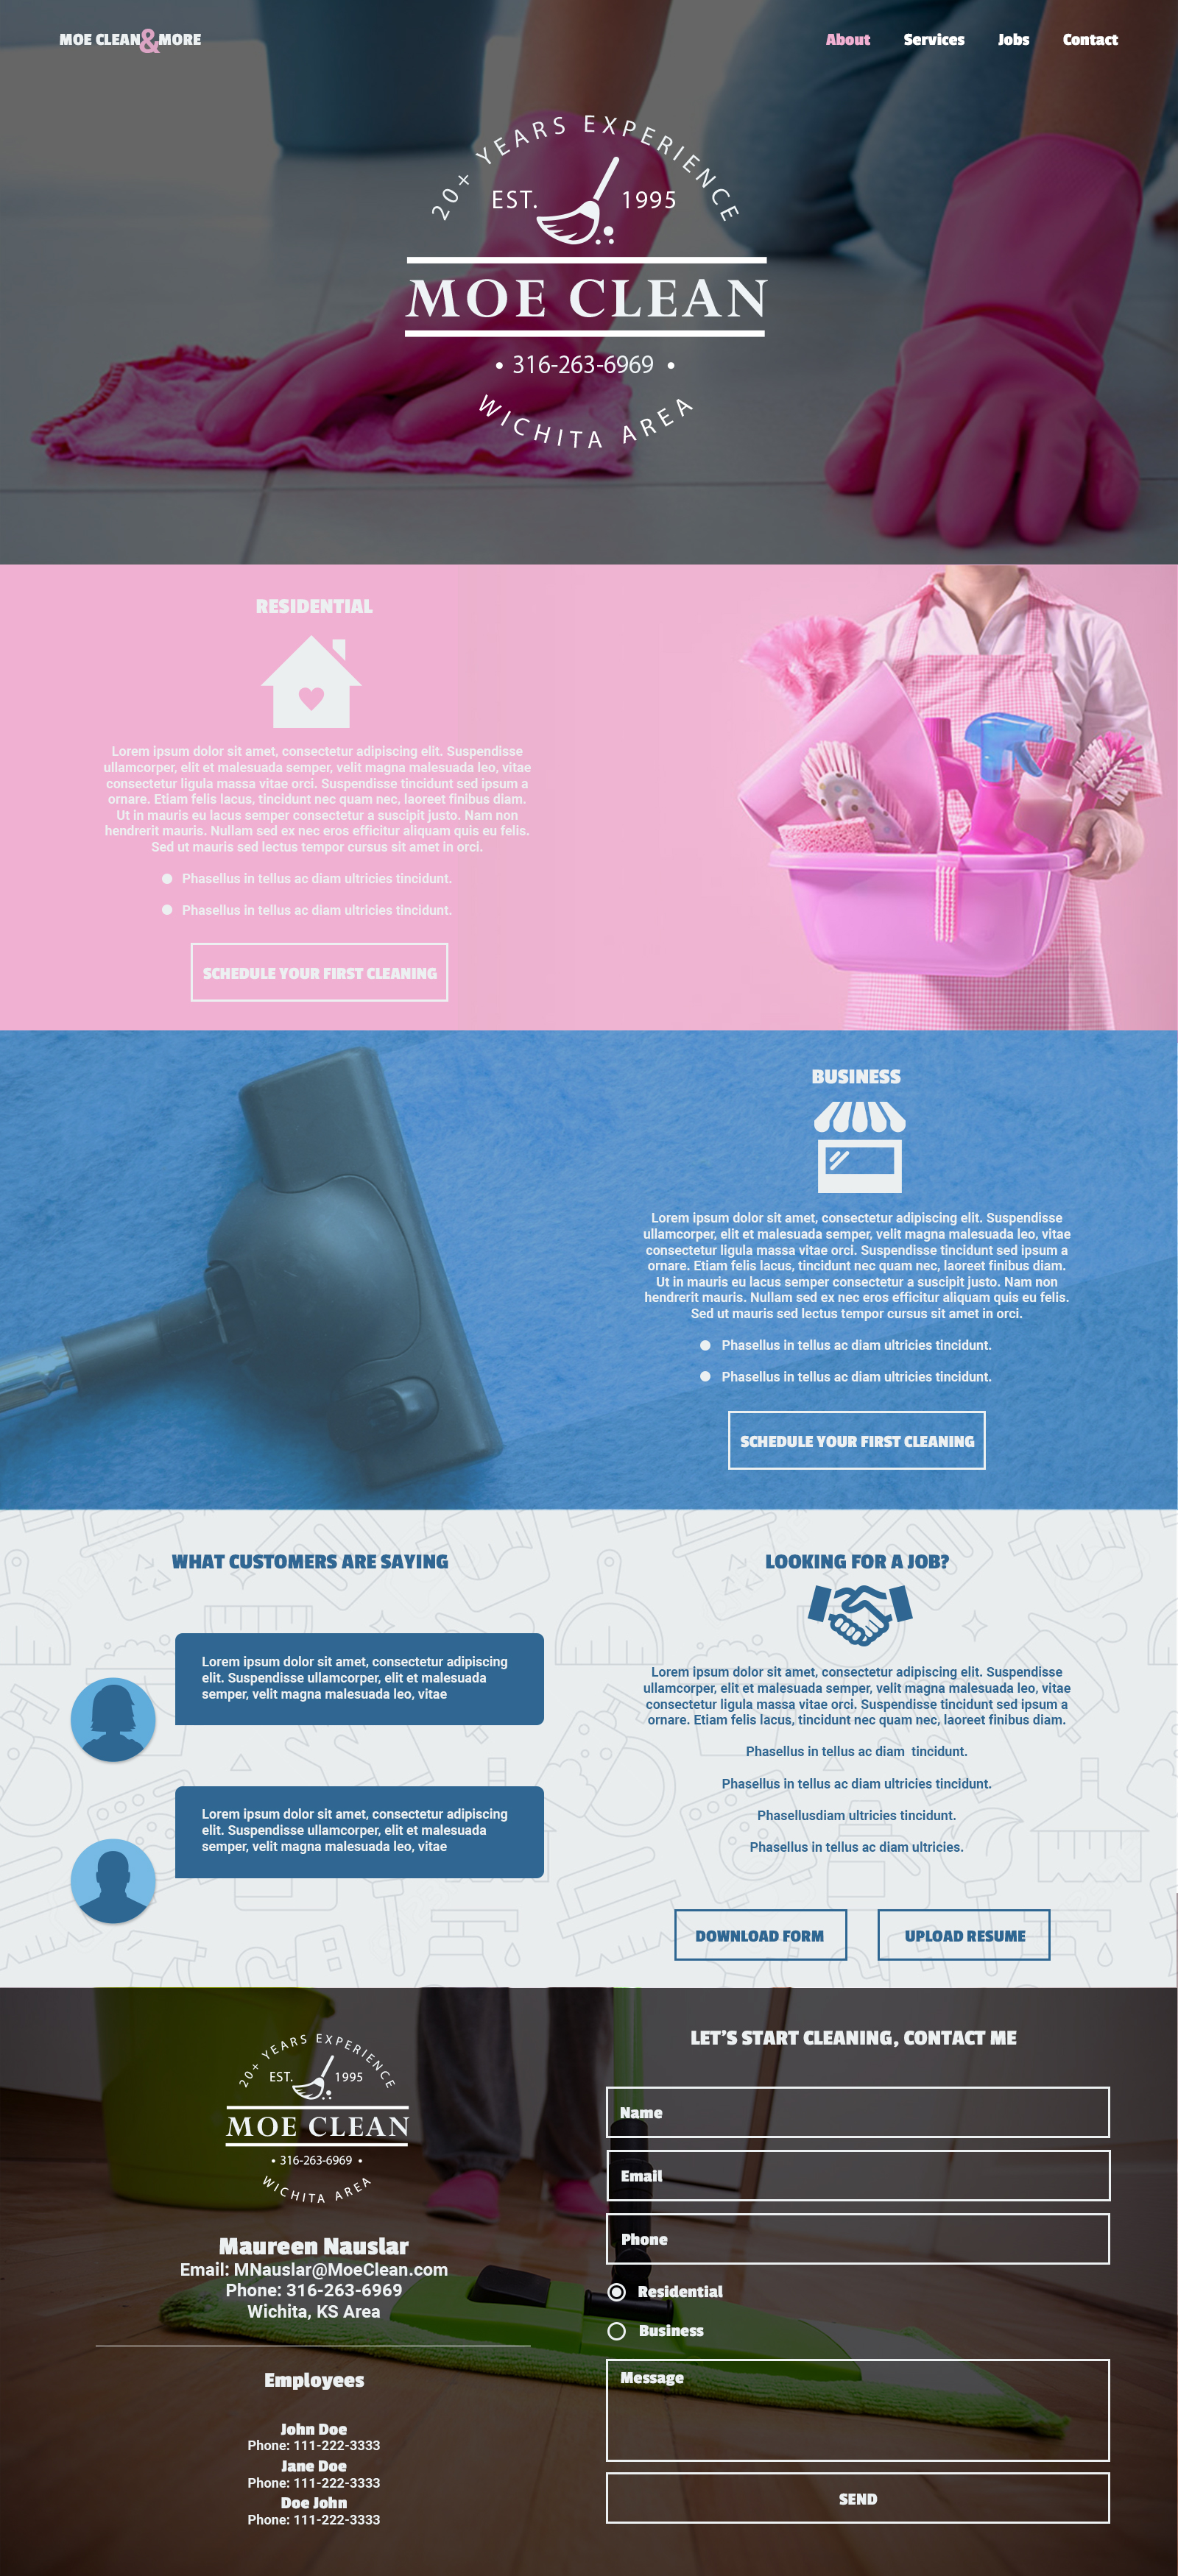 MOE CLEAN&MORE
About Services Jobs Contact
20+ YEARS EXPERIENCE
EST. 1995
MOE CLEAN
• 316-263-6969 •
WICHITA AREA
RESIDENTIAL
Lorem ipsum dolor sit amet, consectetur adipiscing elit. Suspendisse
ullamcorper, elit et malesuada semper, velit magna malesuada leo, vitae
consectetur ligula massa vitae orci. Suspendisse tincidunt sed ipsum a
ornare. Etiam felis lacus, tincidunt nec quam nec, laoreet finibus diam.
Ut in mauris eu lacus semper consectetur a suscipit justo. Nam non
hendrerit mauris. Nullam sed ex nec eros efficitur aliquam quis eu felis.
Sed ut mauris sed lectus tempor cursus sit amet in orci.
Phasellus in tellus ac diam ultricies tincidunt.
Phasellus in tellus ac diam ultricies tincidunt.
SCHEDULE YOUR FIRST CLEANING
BUSINESS
Lorem ipsum dolor sit amet, consectetur adipiscing elit. Suspendisse
ullamcorper, elit et malesuada semper, velit magna malesuada leo, vitae
consectetur ligula massa vitae orci. Suspendisse tincidunt sed ipsum a
ornare. Etiam felis lacus, tincidunt nec quam nec, laoreet finibus diam.
Ut in mauris eu lacus semper consectetur a suscipit justo. Nam non
hendrerit mauris. Nullam sed ex nec eros efficitur aliquam quis eu felis.
Sed ut mauris sed lectus tempor cursus sit amet in orci.
Phasellus in tellus ac diam ultricies tincidunt.
Phasellus in tellus ac diam ultricies tincidunt.
SCHEDULE YOUR FIRST CLEANING
WHAT CUSTOMERS ARE SAYING
Lorem ipsum dolor sit amet, consectetur adipiscing
elit. Suspendisse ullamcorper, elit et malesuada
semper, velit magna malesuada leo, vitae
Lorem ipsum dolor sit amet, consectetur adipiscing
elit. Suspendisse ullamcorper, elit et malesuada
semper, velit magna malesuada leo, vitae
LOOKING FOR A JOB?
Lorem ipsum dolor sit amet, consectetur adipiscing elit. Suspendisse
ullamcorper, elit et malesuada semper, velit magna malesuada leo, vitae
consectetur ligula massa vitae orci. Suspendisse tincidunt sed ipsum a
ornare. Etiam felis lacus, tincidunt nec quam nec, laoreet finibus diam.
Phasellus in tellus ac diam  tincidunt.
Phasellus in tellus ac diam ultricies tincidunt.
Phasellusdiam ultricies tincidunt.
Phasellus in tellus ac diam ultricies.
DOWNLOAD FORM
UPLOAD RESUME
20+ YEARS EXPERIENCE
EST. 1995
MOE CLEAN
• 316-263-6969 •
WICHITA AREA
Maureen Nauslar
Email: MNauslar@MoeClean.com
Phone: 316-263-6969
Wichita, KS Area
Employees
John Doe
Phone: 111-222-3333
Jane Doe
Phone: 111-222-3333
Doe John
Phone: 111-222-3333
LET'S START CLEANING, CONTACT ME
Name
Email
Phone
Residential
Business
Message
SEND